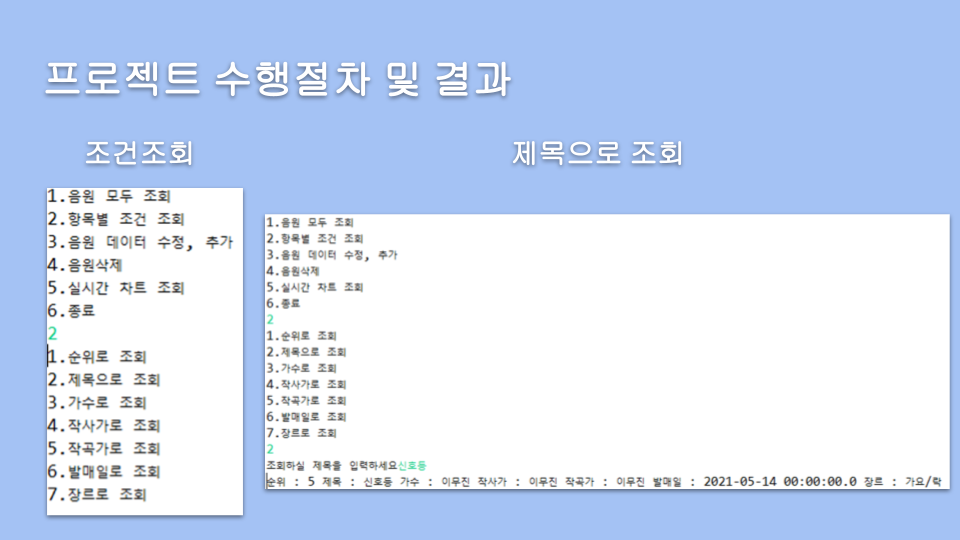 프로젝트 수행절차 및 결과
조건조회
1.음원 모두 조회
2.항목별 조건 조회
3.음원 데이터 수정, 추가
4.음원삭제
5.실시간 차트 조회
6.종료
2
1.순위로 조회
2.제목으로 조회
3.가수로 조회
4.작사가로 조회
5.작곡가로 조회
6.발매일로 조회
7.장르로 조회
제목으로 조회
1.음원 모두 조회
2.항목별 조건 조회
3.음원 데이터 수정, 추가
4.음원삭제
5.실시간 차트 조회
6.종료
2
1.순위로 조회
2.제목으로 조회
3.가수로 조회
4.작사가로 조회
5.작곡가로 조회
6.발매일로 조회
7.장르로 조회
2
조회하실 제목을 입력하세요신호등
순위 : 5 제목 : 신호등 가수 : 이무진 작사가 : 이무진 작곡가 : 이무진 발매일 : 2021-05-14 00:00:00.0 장르 : 가요/락